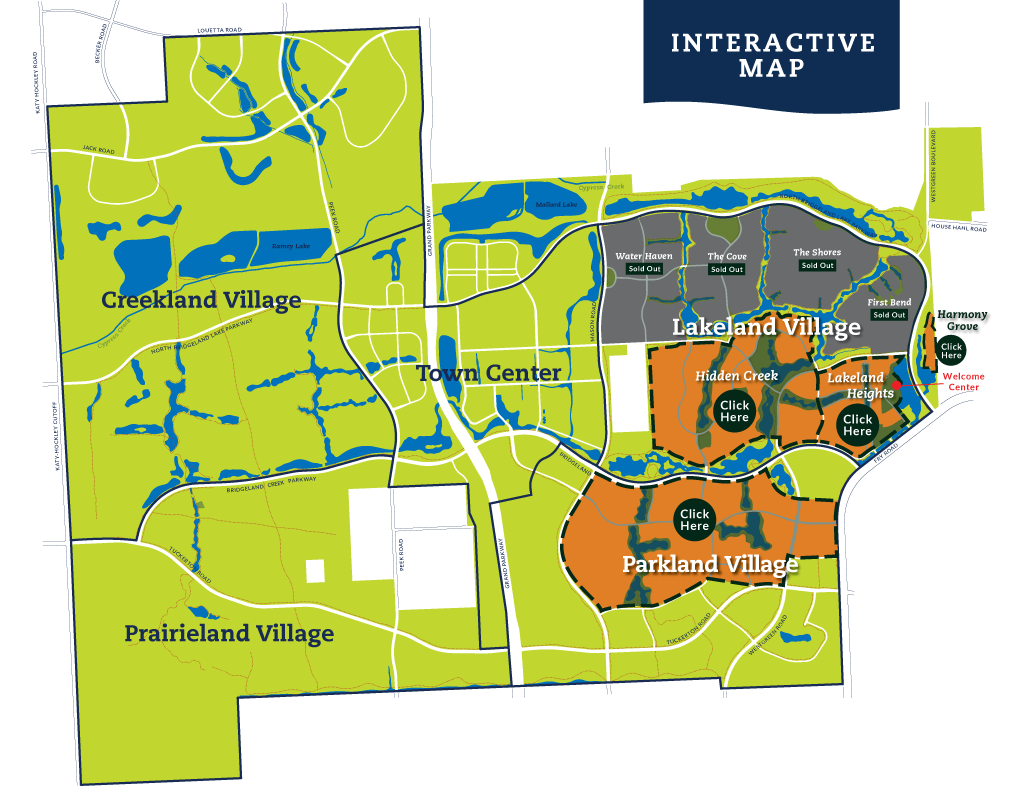 INTERACTIVE
MAP
LOUETTA ROAD
BECKER ROAD
KATY HOCKLEY ROAD
JACK ROAD
PEEK ROAD
GRAND PARKWAY
Cypress Creek
Mallard Lake
NORTH BRIDGELAND LAKE PARKWAY
WESTGREEN BOULEVARD
HOUSE HAHL ROAD
Ramey Lake
Water Haven
Sold Out
The Cove
Sold Out
The Shores
Sold Out
First Bend
Sold Out
Creekland Village
Cypress Creek
NORTH BRIDGELAND LAKE PARKWAY
MASON ROAD
Lakeland Village
Harmony
Grove
Click
Here
Town Center
Hidden Creek
Click
Here
Lakeland
Heights
Click
Here
Welcome
Center
KATY-HOCKLEY CUTOFF
BRIDGELAND
FRY ROAD
BRIDGELAND CREEK PARKWAY
Click
Here
Parkland Village
TUCKERTON ROAD
PEEK ROAD
GRAND PARKWAY
Prairieland Village
TUCKERTON ROAD
WESTGREEN ROAD